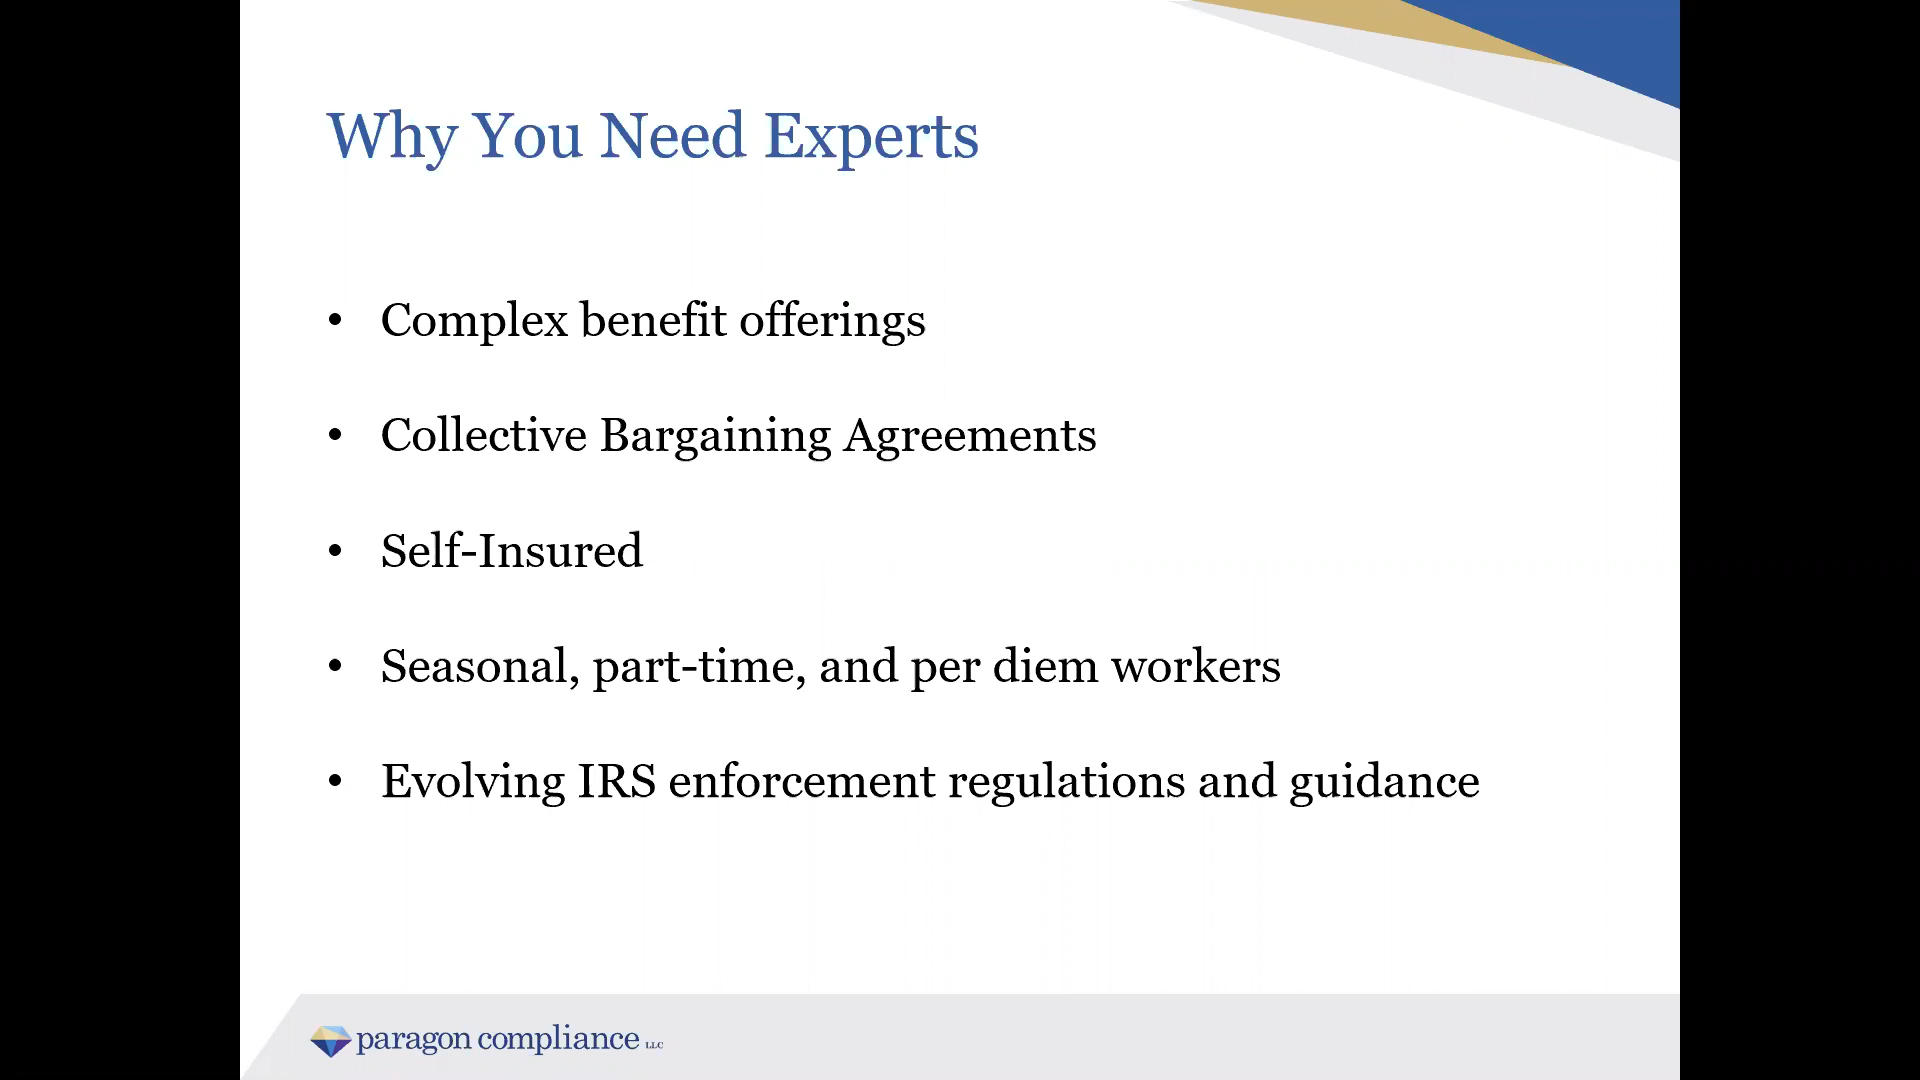 Why You Need Experts
• Complex benefit offerings
• Collective Bargaining Agreements
• Self-Insured
• Seasonal, part-time, and per diem workers
• Evolving IRS enforcement regulations and guidance
paragon compliance LLC